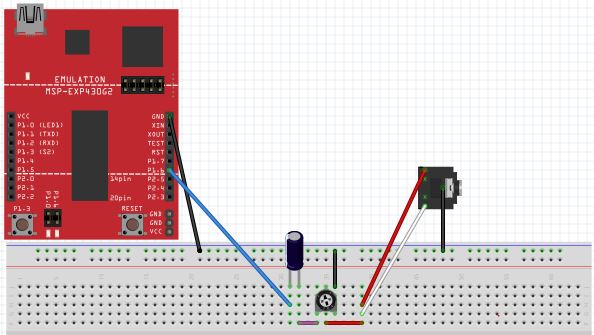 EMULATION
MSP-EXP430G2
VCC
P1.0 (LED1)
P1.1 (TXD)
P1.2 (RXD)
P1.3 (S2)
P1.4
P1.5
P2.0
P2.1
P2.2
GND
XIN
XOUT
TEST
RST
P1.7
P1.6
P2.5
P2.4
P2.3
14pin
20pin
P1.3
P1.0
P1.6
RESET
GND
GND
VCC